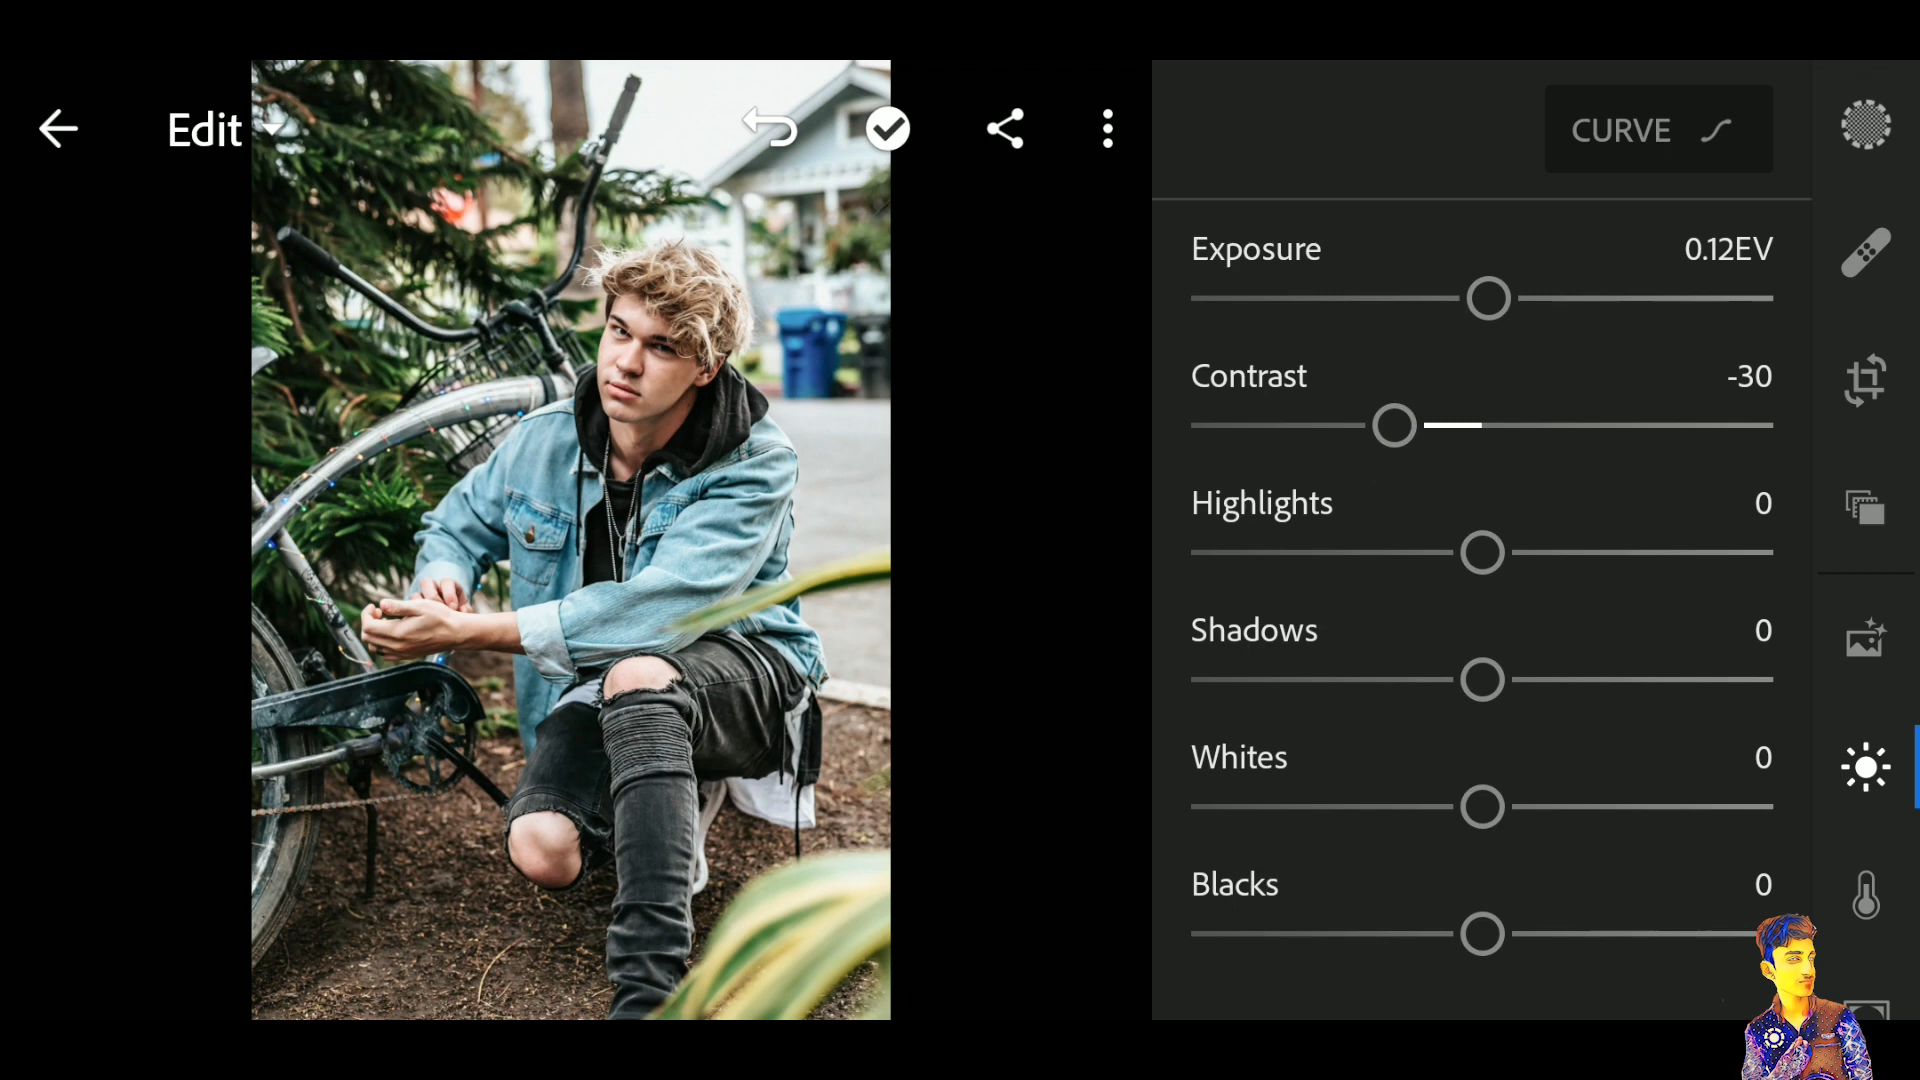 Edit
CURVE
Exposure 0.12EV
Contrast -30
Highlights 0
Shadows 0
Whites 0
Blacks 0